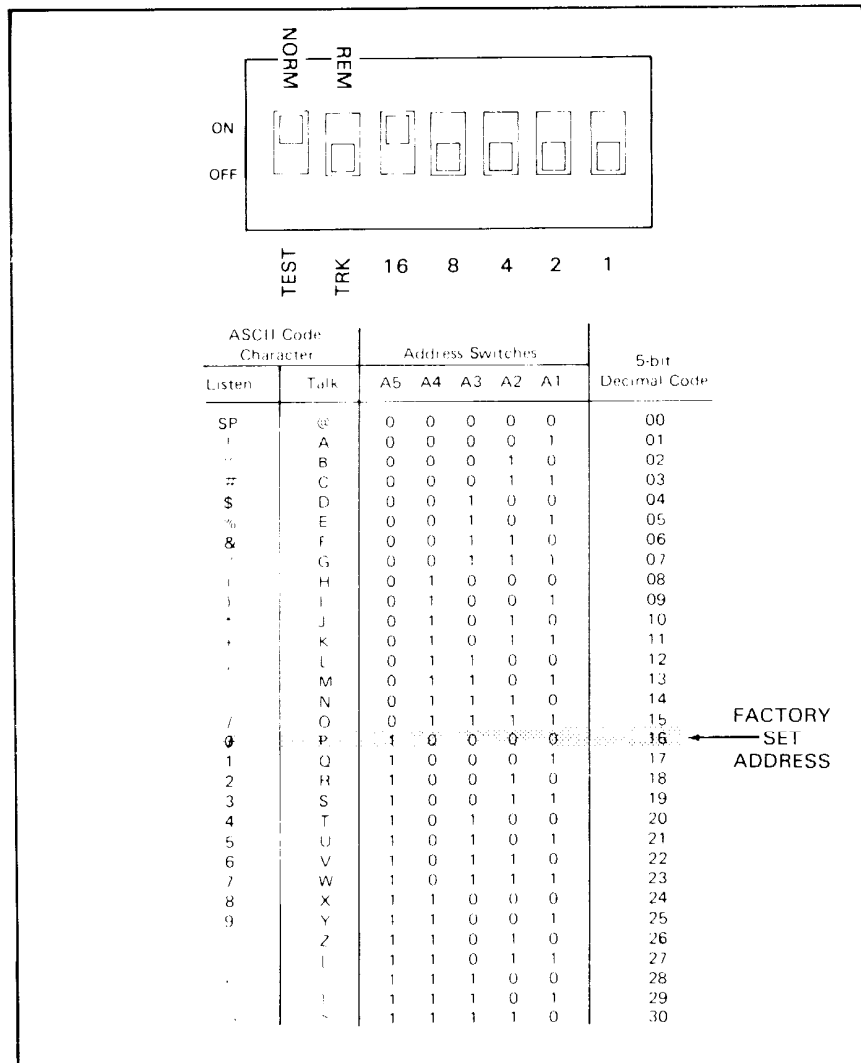 NORM REM
ON
OFF
TEST TRK 16 8 4 2 1
ASCII Code
Character Address Switches 5-bit
Decimal Code
Listen Talk A5 A4 A3 A2 A1
SP @ 0 0 0 0 0 00
! A 0 0 0 0 1 01
B 0 0 0 1 0 02
# C 0 0 0 1 1 03
$ D 0 0 1 0 0 04
% E 0 0 1 0 1 05
& F 0 0 1 1 0 06
G 0 0 1 1 1 07
H 0 1 0 0 0 08
) I 0 1 0 0 1 09
* J 0 1 0 1 0 10
+ K 0 1 0 1 1 11
, L 0 1 1 0 0 12
M 0 1 1 0 1 13
N 0 1 1 1 0 14
/ O 0 1 1 1 1 15
0 P 1 0 0 0 0 16 FACTORY SET ADDRESS
1 Q 1 0 0 0 1 17
2 R 1 0 0 1 0 18
3 S 1 0 0 1 1 19
4 T 1 0 1 0 0 20
5 U 1 0 1 0 1 21
6 V 1 0 1 1 0 22
7 W 1 0 1 1 1 23
8 X 1 1 0 0 0 24
9 Y 1 1 0 0 1 25
Z 1 1 0 1 0 26
[ 1 1 0 1 1 27
1 1 1 0 0 28
1 1 1 0 1 29
1 1 1 1 0 30